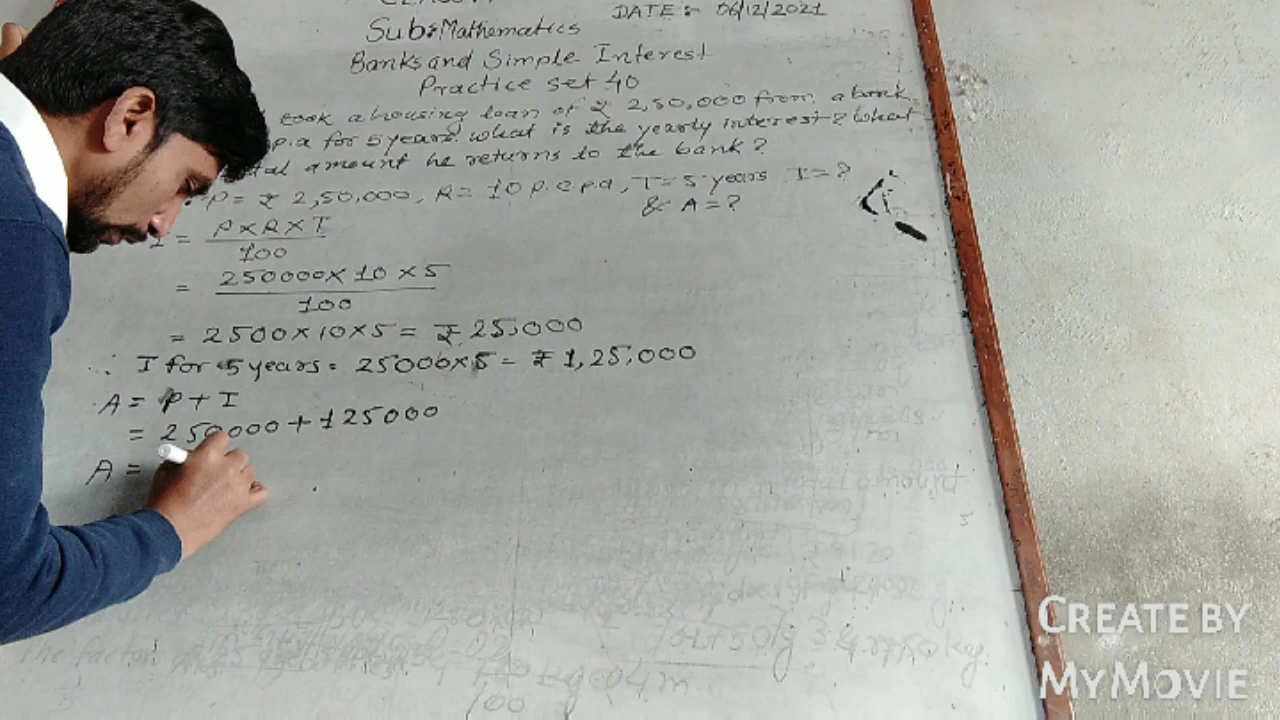 DATE :- 06/12/2021
Sub: Mathematics
Banks and Simple Interest
Practice set 40
took a housing loan of ₹ 2,50,000 from a bank
p.a for 5 years. what is the yearly interest & what
amount he returns to the bank?
P = ₹ 2,50,000, R = 10 p.c.p.a, T = 5 years I = ?
& A = ?
I = P×R×T
100
= 250000 × 10 × 5
100
= 2500×10×5 = ₹ 25,000
∴ I for 5 years = 25000×5 = ₹ 1,25,000
A = P + I
= 250000 + 125000
A =
CREATE BY
MYMOVIE